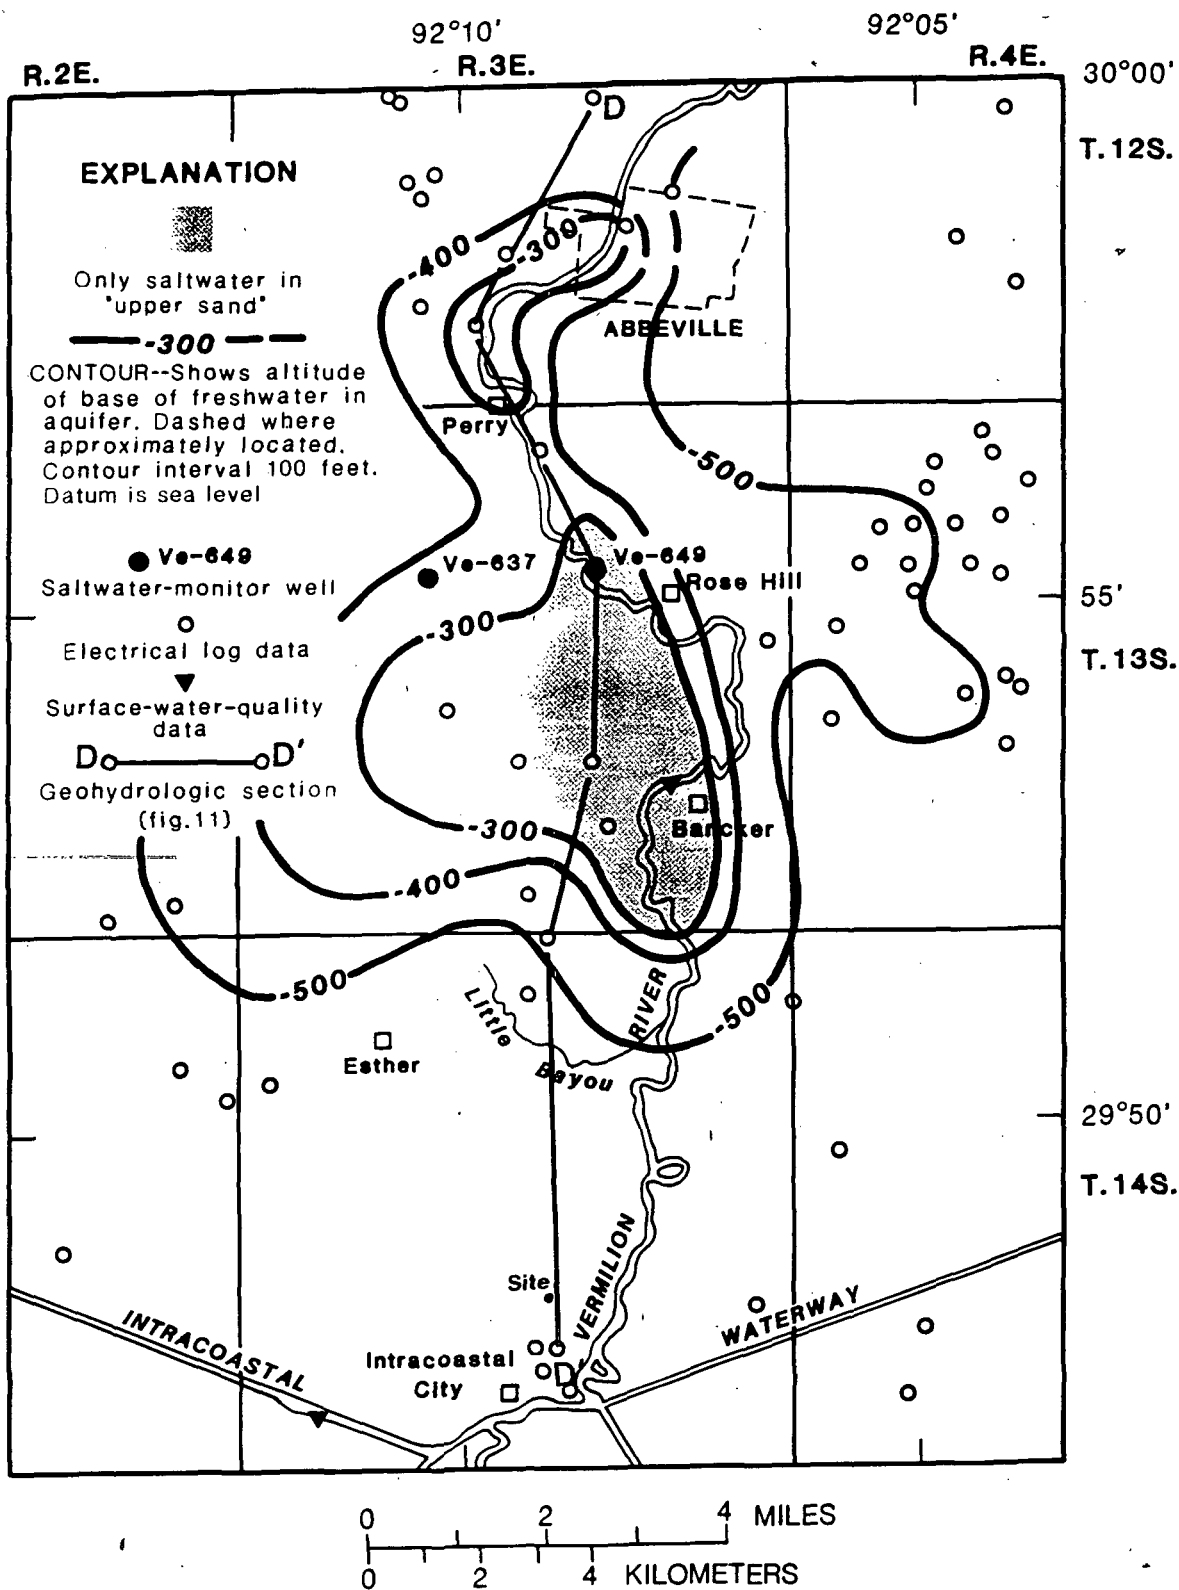 92°10'
92°05'
R.2E.
R.3E.
R.4E.
30°00'
T.12S.
D
EXPLANATION
Only saltwater in
"upper sand"
-300
CONTOUR--Shows altitude
of base of freshwater in
aquifer. Dashed where
approximately located.
Contour interval 100 feet.
Datum is sea level
Ve-649
Saltwater-monitor well
Electrical log data
Surface-water-quality
data
D D'
Geohydrologic section
(fig.11)
-400
-300
ABBEVILLE
Perry
-500
Ve-637
Ve-649
Rose Hill
55'
-300
T.13S.
-300
Bancker
-400
-500
-500
Little
Bayou
RIVER
Esther
29°50'
T.14S.
VERMILION
Site
INTRACOASTAL
WATERWAY
Intracoastal
City
D'
0 2 4 MILES
0 2 4 KILOMETERS